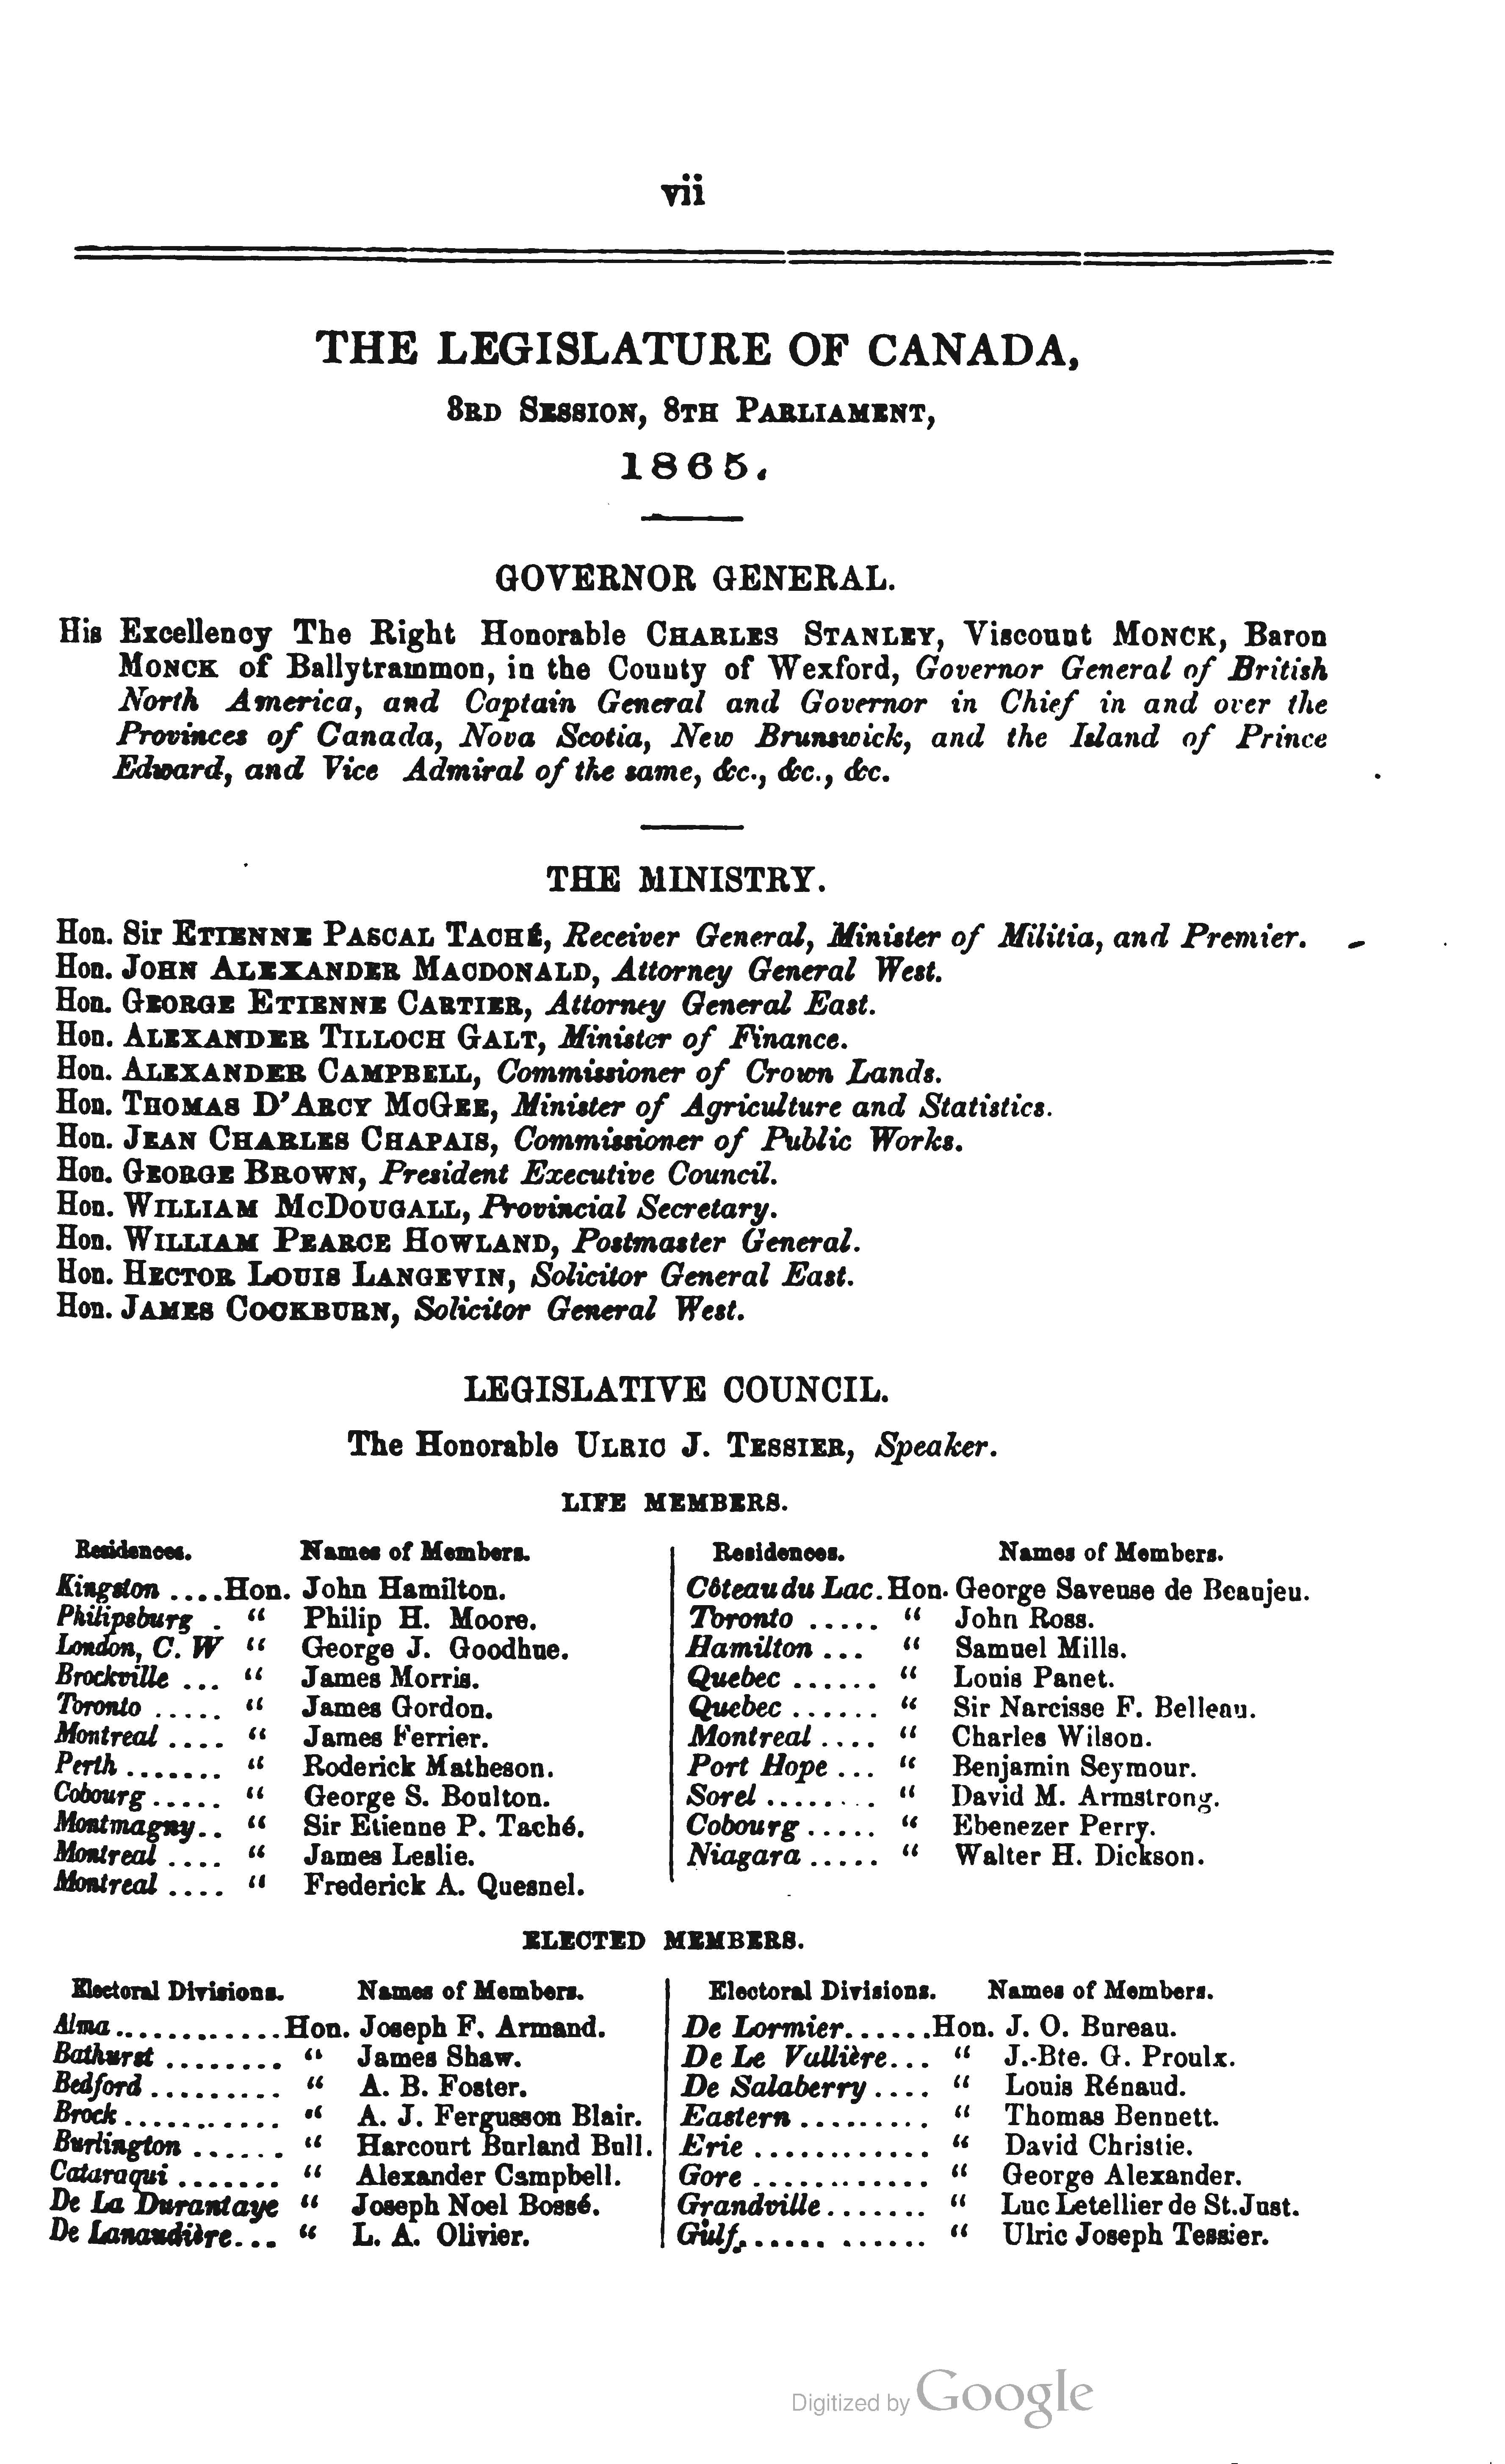 vii
THE LEGISLATURE OF CANADA,
3RD SESSION, 8TH PARLIAMENT,
1865.
GOVERNOR GENERAL.
His Excellency The Right Honorable CHARLES STANLEY, Viscount MONCK, Baron
MONCK of Ballytrammon, in the County of Wexford, Governor General of British
North America, and Captain General and Governor in Chief in and over the
Provinces of Canada, Nova Scotia, New Brunswick, and the Island of Prince
Edward, and Vice Admiral of the same, &c., &c., &c.
THE MINISTRY.
Hon. Sir ETIENNE PASCAL TACHÉ, Receiver General, Minister of Militia, and Premier.
Hon. JOHN ALEXANDER MACDONALD, Attorney General West.
Hon. GEORGE ETIENNE CARTIER, Attorney General East.
Hon. ALEXANDER TILLOCH GALT, Minister of Finance.
Hon. ALEXANDER CAMPBELL, Commissioner of Crown Lands.
Hon. THOMAS D'ARCY MCGEE, Minister of Agriculture and Statistics.
Hon. JEAN CHARLES CHAPAIS, Commissioner of Public Works.
Hon. GEORGE BROWN, President Executive Council.
Hon. WILLIAM MCDOUGALL, Provincial Secretary.
Hon. WILLIAM PEARCE HOWLAND, Postmaster General.
Hon. HECTOR LOUIS LANGEVIN, Solicitor General East.
Hon. JAMES COCKBURN, Solicitor General West.
LEGISLATIVE COUNCIL.
The Honorable ULRIC J. TESSIER, Speaker.
LIFE MEMBERS.
Residences. Names of Members.
Kingston ....Hon. John Hamilton.
Philipsburg . “ Philip H. Moore.
London, C. W “ George J. Goodhue.
Brockville ... “ James Morris.
Toronto ..... “ James Gordon.
Montreal .... “ James Ferrier.
Perth ....... “ Roderick Matheson.
Cobourg ..... “ George S. Boulton.
Montmagny.. “ Sir Etienne P. Taché.
Montreal .... “ James Leslie.
Montreal .... “ Frederick A. Quesnel.
Residences. Names of Members.
Côteau du Lac.Hon. George Saveuse de Beaujeu.
Toronto ..... “ John Ross.
Hamilton ... “ Samuel Mills.
Quebec ...... “ Louis Panet.
Quebec ...... “ Sir Narcisse F. Belleau.
Montreal .... “ Charles Wilson.
Port Hope ... “ Benjamin Seymour.
Sorel ........ “ David M. Armstrong.
Cobourg ..... “ Ebenezer Perry.
Niagara ..... “ Walter H. Dickson.
ELECTED MEMBERS.
Electoral Divisions. Names of Members.
Alma.............Hon. Joseph F. Armand.
Bathurst ........ “ James Shaw.
Bedford ......... “ A. B. Foster.
Brock ........... “ A. J. Fergusson Blair.
Burlington ...... “ Harcourt Burland Bull.
Cataraqui ....... “ Alexander Campbell.
De La Durantaye “ Joseph Noel Bossé.
De Lanaudière... “ L. A. Olivier.
Electoral Divisions. Names of Members.
De Lormier......Hon. J. O. Bureau.
De Le Vallière... “ J.-Bte. G. Proulx.
De Salaberry .... “ Louis Rénaud.
Eastern ......... “ Thomas Bennett.
Erie ............ “ David Christie.
Gore ............ “ George Alexander.
Grandville....... “ Luc Letellier de St.Just.
Gulf....... ...... “ Ulric Joseph Tessier.
Digitized by Google